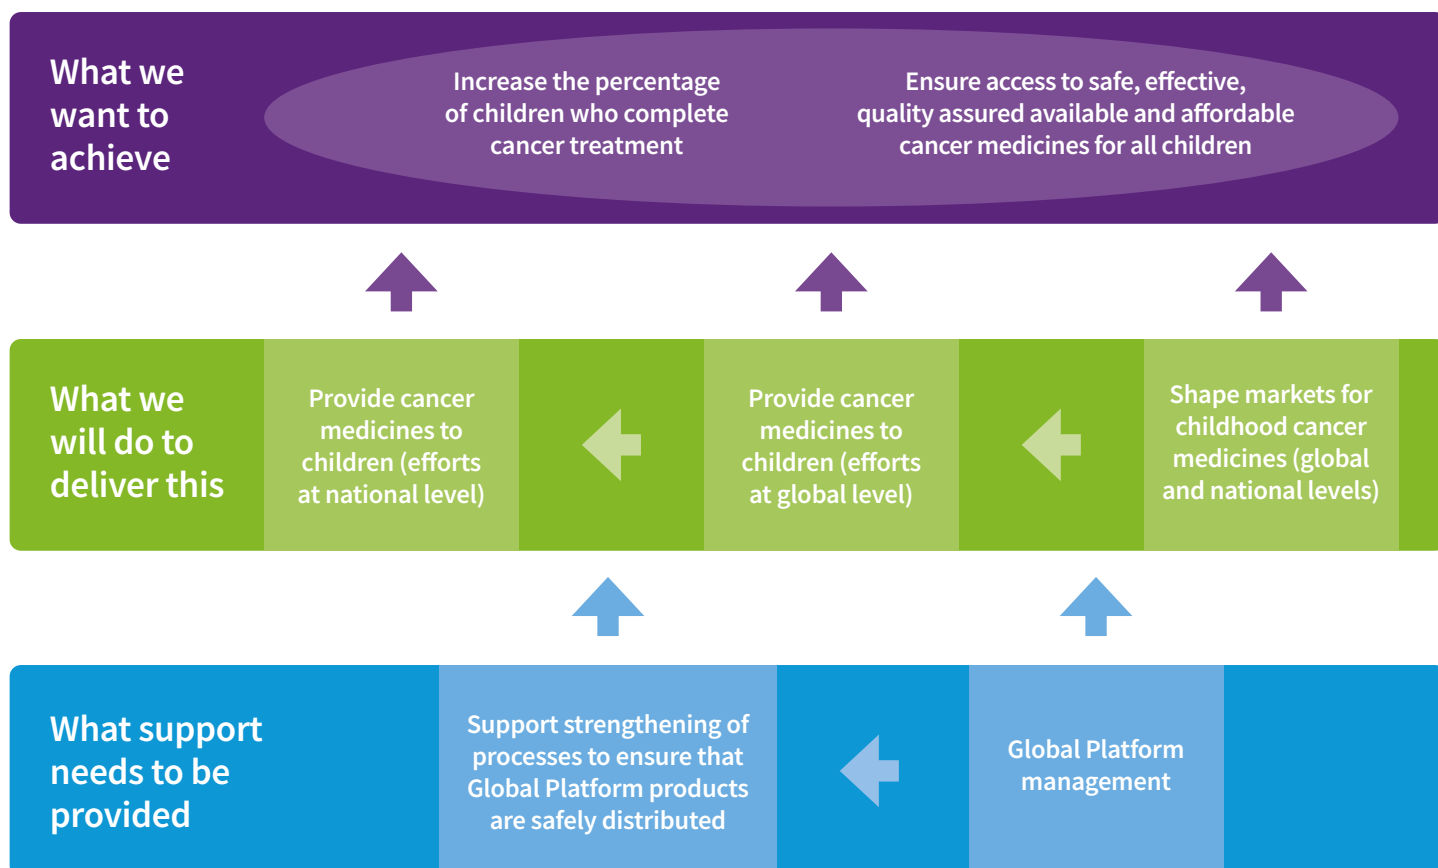 What we
want to
achieve
Increase the percentage
of children who complete
cancer treatment
Ensure access to safe, effective,
quality assured available and affordable
cancer medicines for all children
What we
will do to
deliver this
Provide cancer
medicines to
children (efforts
at national level)
Provide cancer
medicines to
children (efforts
at global level)
Shape markets for
childhood cancer
medicines (global
and national levels)
What support
needs to be
provided
Support strengthening of
processes to ensure that
Global Platform products
are safely distributed
Global Platform
management